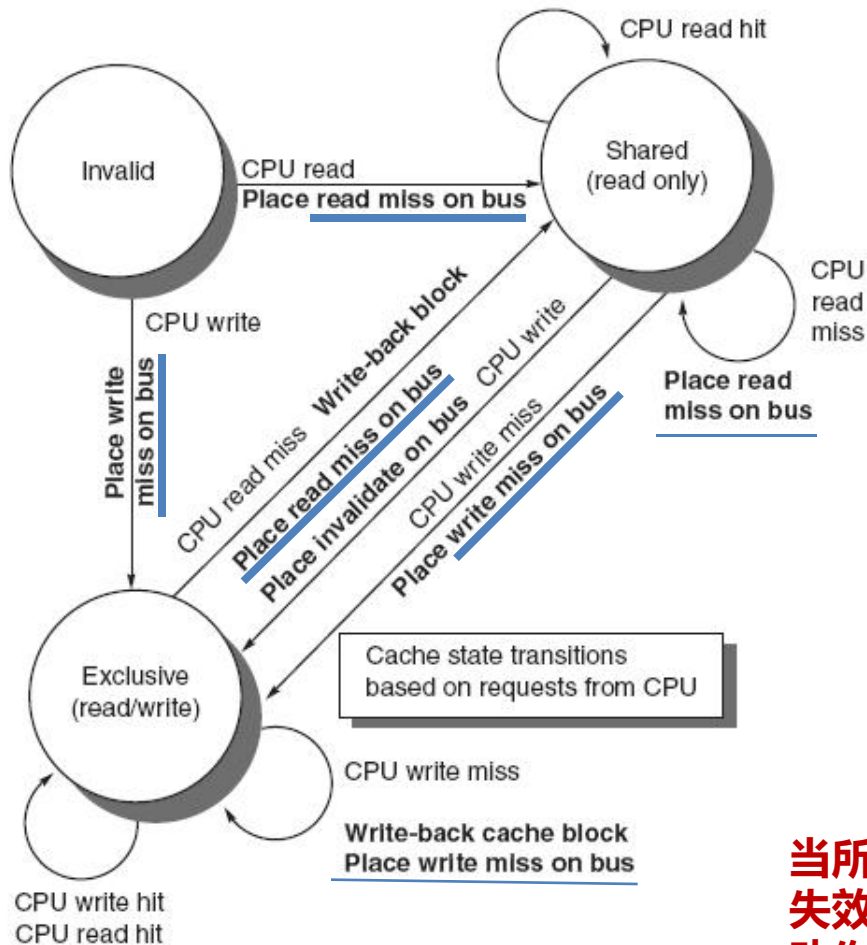 CPU read hit
Invalid
Shared
(read only)
CPU read
Place read miss on bus
CPU
read
miss
Place read
miss on bus
CPU write
Place write
miss on bus
CPU read miss Write-back block
Place read miss on bus
Place invalidate on bus CPU write
CPU write miss
Place write miss on bus
Cache state transitions
based on requests from CPU
Exclusive
(read/write)
CPU write miss
Write-back cache block
Place write miss on bus
CPU write hit
CPU read hit
当所
失效